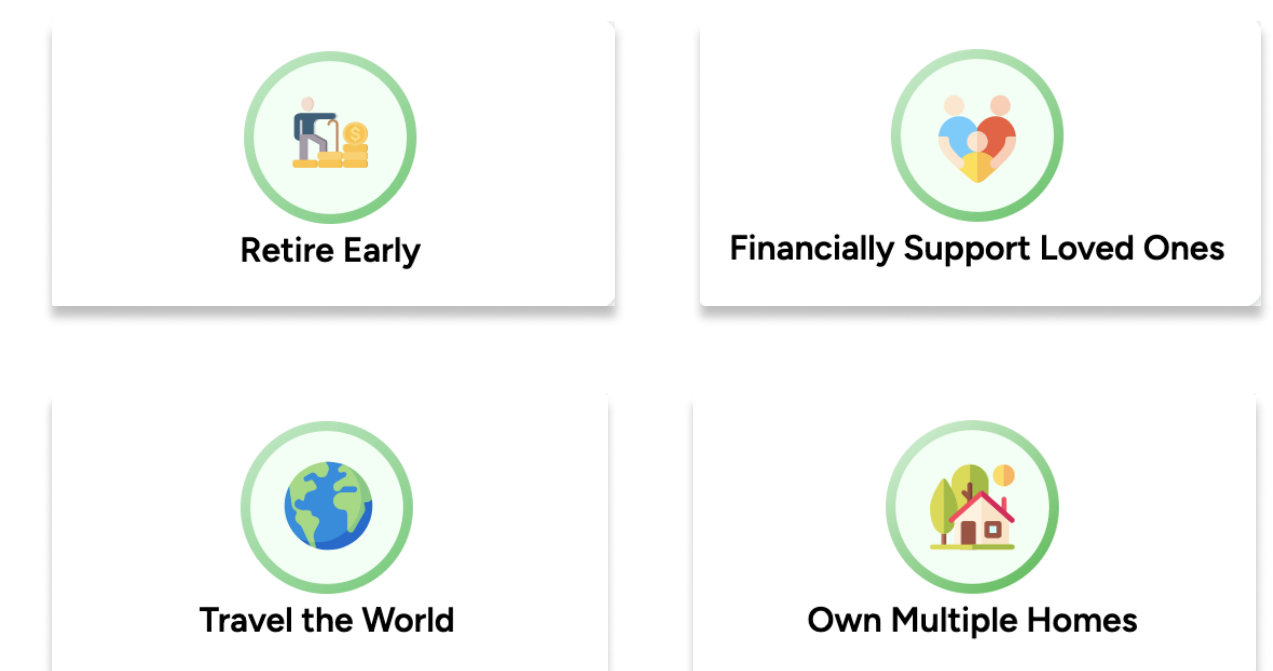 Retire Early
Financially Support Loved Ones
Travel the World
Own Multiple Homes